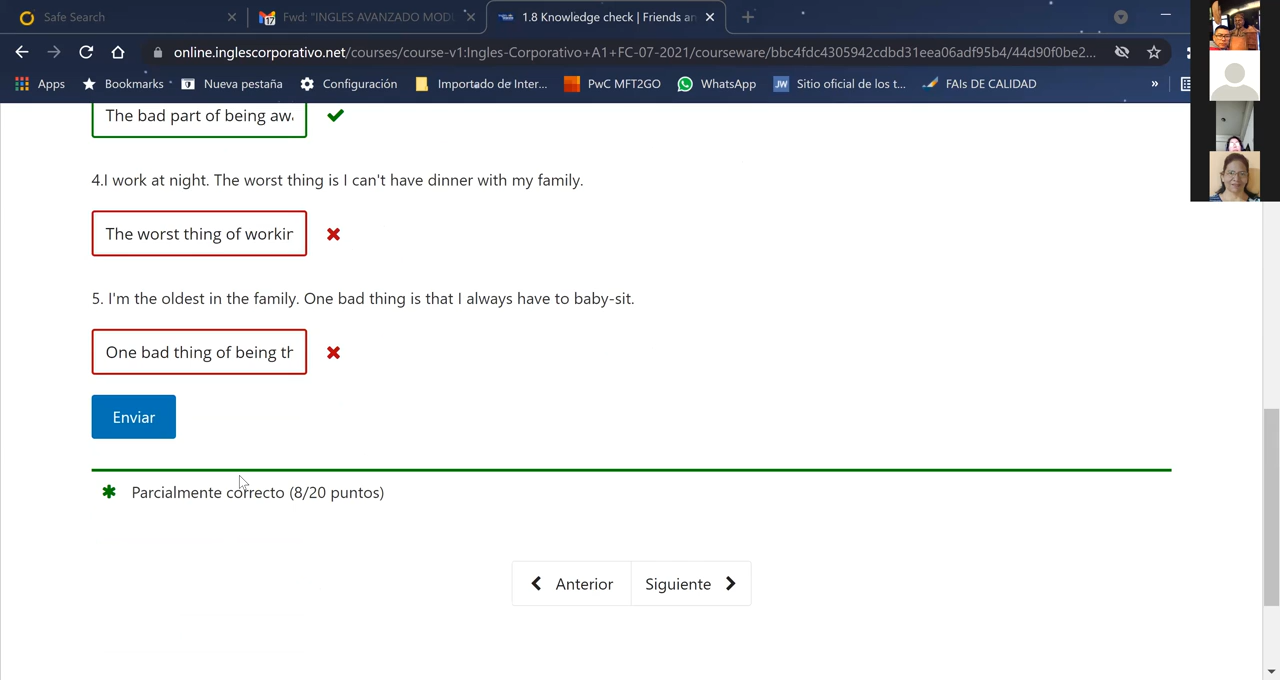 Safe Search
Fwd: "INGLES AVANZADO MODU
1.8 Knowledge check | Friends an
online.inglescorporativo.net/courses/course-v1:Ingles-Corporativo+A1+FC-07-2021/courseware/bbc4fdc4305942cdbd31eea06adf95b4/44d90f0be2...
Apps
Bookmarks
Nueva pestaña
Configuración
Importado de Inter...
PwC MFT2GO
WhatsApp
Sitio oficial de los t...
FAIs DE CALIDAD
»
The bad part of being aw
4.I work at night. The worst thing is I can't have dinner with my family.
The worst thing of workin
5. I'm the oldest in the family. One bad thing is that I always have to baby-sit.
One bad thing of being th
Enviar
Parcialmente correcto (8/20 puntos)
Anterior
Siguiente